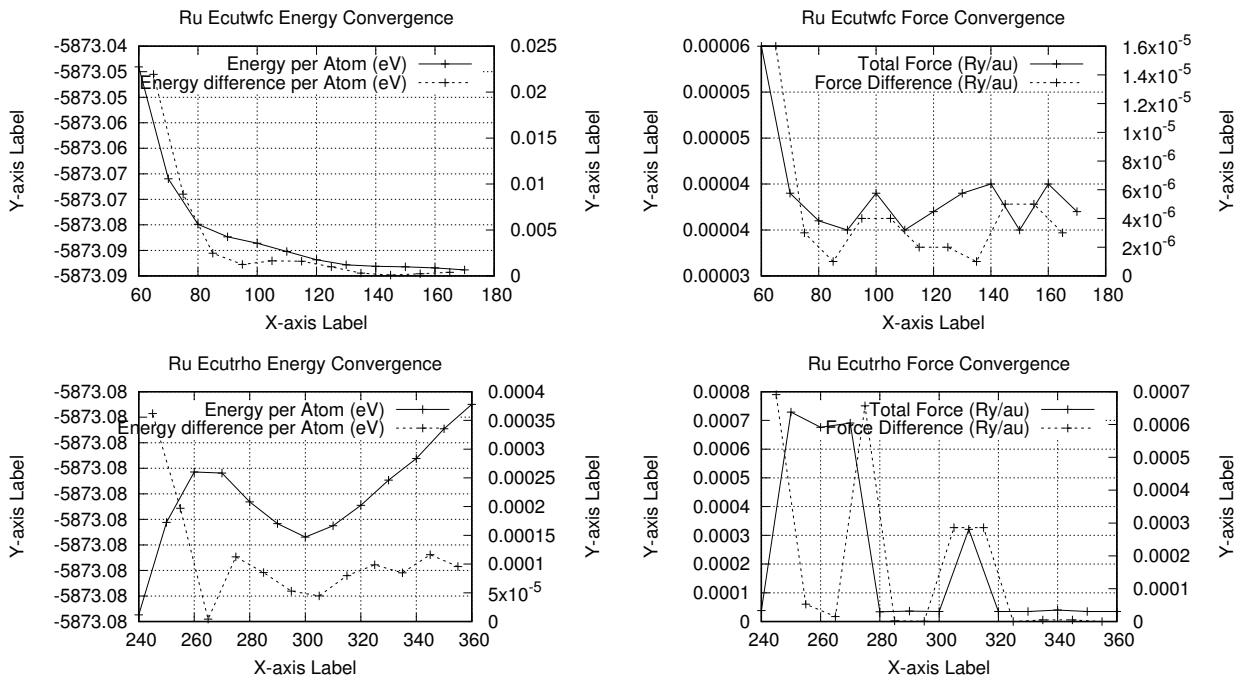 Ru Ecutwfc Energy Convergence
-5873.04
-5873.05
-5873.05
-5873.06
-5873.06
-5873.07
-5873.08
-5873.08
-5873.09
-5873.09
60 80 100 120 140 160 180
0
0.005
0.01
0.015
0.02
0.025
Y-axis Label
Y-axis Label
X-axis Label
Energy per Atom (eV)
Energy difference per Atom (eV)
Ru Ecutwfc Force Convergence
0.00006
0.00005
0.00005
0.00004
0.00004
0.00003
60 80 100 120 140 160 180
0
2x10-6
4x10-6
6x10-6
8x10-6
1x10-5
1.2x10-5
1.4x10-5
1.6x10-5
Y-axis Label
Y-axis Label
X-axis Label
Total Force (Ry/au)
Force Difference (Ry/au)
Ru Ecutrho Energy Convergence
-5873.08
-5873.08
-5873.08
-5873.08
-5873.08
-5873.08
-5873.08
-5873.08
-5873.08
-5873.08
240 260 280 300 320 340 360
0
5x10-5
0.0001
0.00015
0.0002
0.00025
0.0003
0.00035
0.0004
Y-axis Label
Y-axis Label
X-axis Label
Energy per Atom (eV)
Energy difference per Atom (eV)
Ru Ecutrho Force Convergence
0.0008
0.0007
0.0006
0.0005
0.0004
0.0003
0.0002
0.0001
0
240 260 280 300 320 340 360
0
0.0001
0.0002
0.0003
0.0004
0.0005
0.0006
0.0007
Y-axis Label
Y-axis Label
X-axis Label
Total Force (Ry/au)
Force Difference (Ry/au)